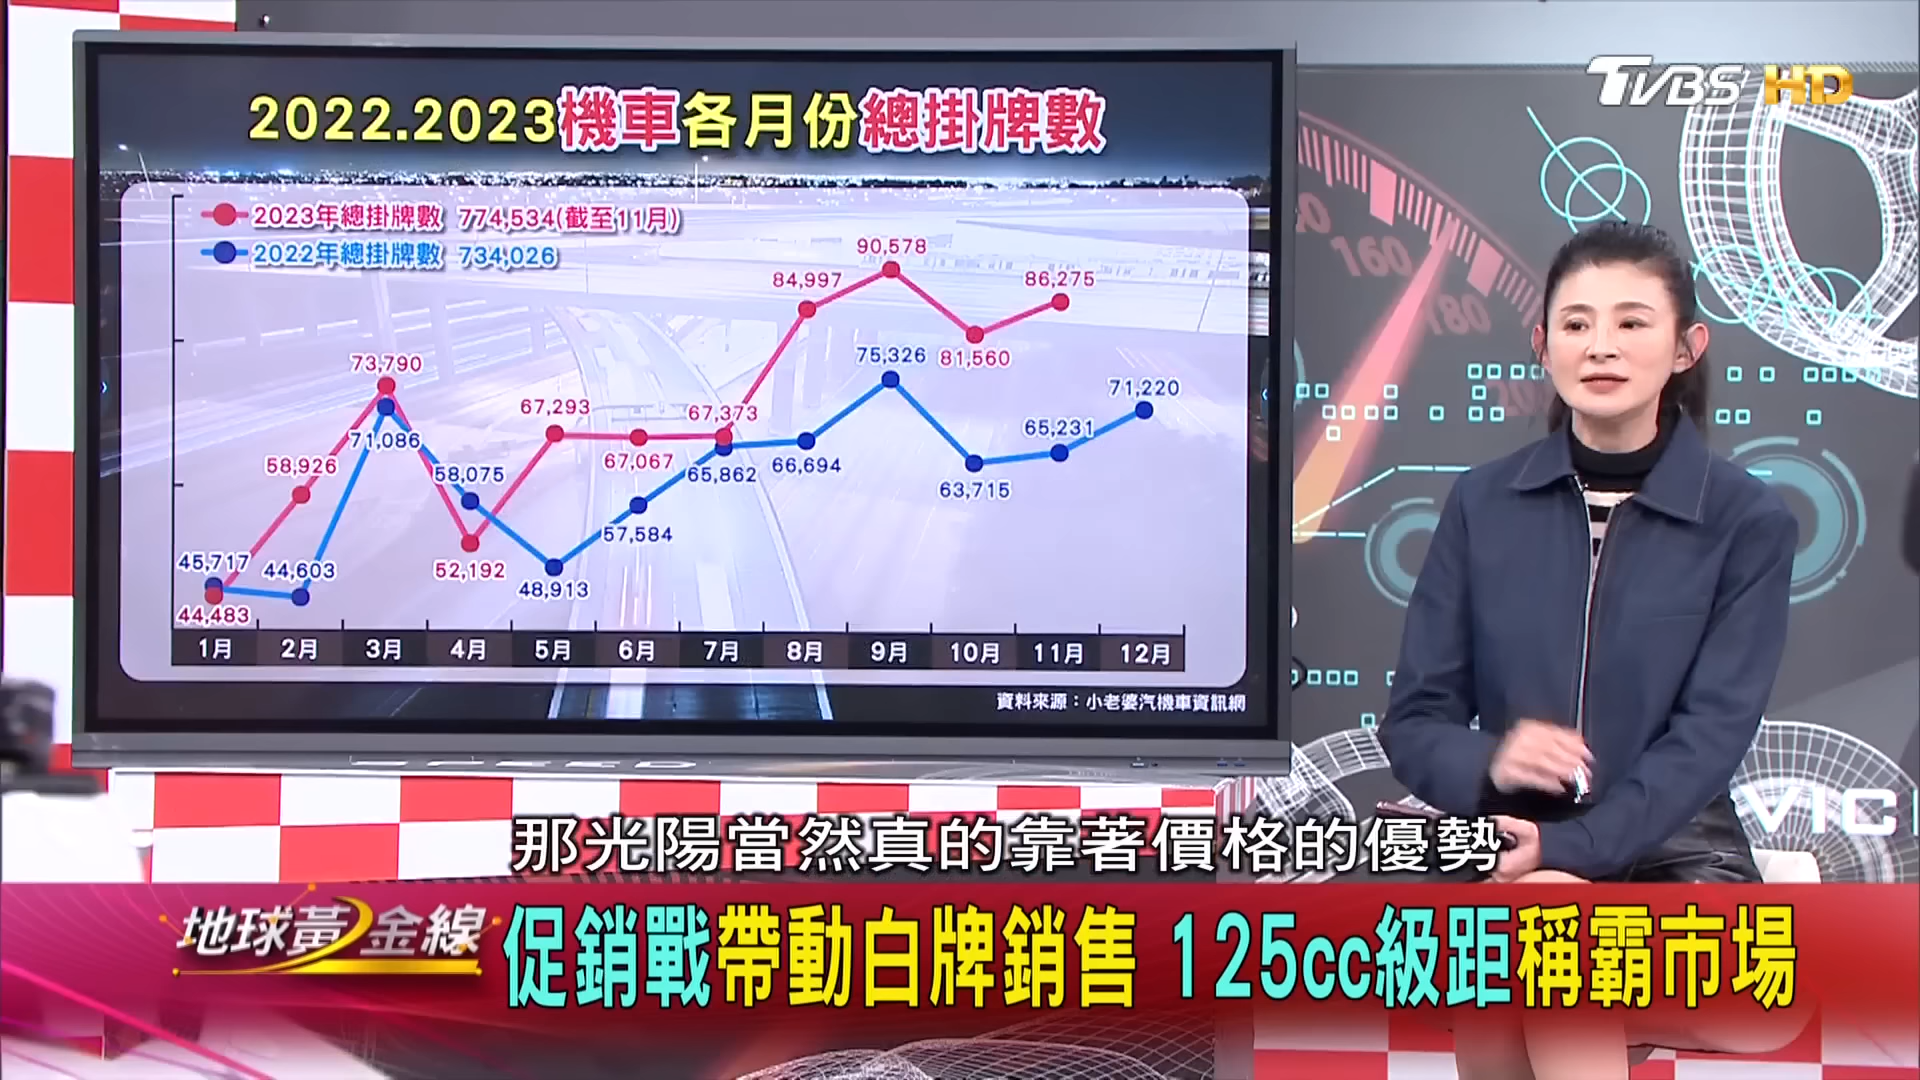 TVBS HD
2022.2023機車各月份總掛牌數
2023年總掛牌數 774,534(截至11月)
2022年總掛牌數 734,026
90,578
84,997
86,275
75,326
81,560
73,790
71,220
67,293
67,373
65,231
71,086
58,926
58,075
67,067
65,862
66,694
63,715
57,584
45,717
44,603
52,192
48,913
44,483
1月 2月 3月 4月 5月 6月 7月 8月 9月 10月 11月 12月
資料來源:小老婆汽機車資訊網
160
180
SPEED
VIC
那光陽當然真的靠著價格的優勢
地球黃金線
促銷戰帶動白牌銷售 125cc級距稱霸市場